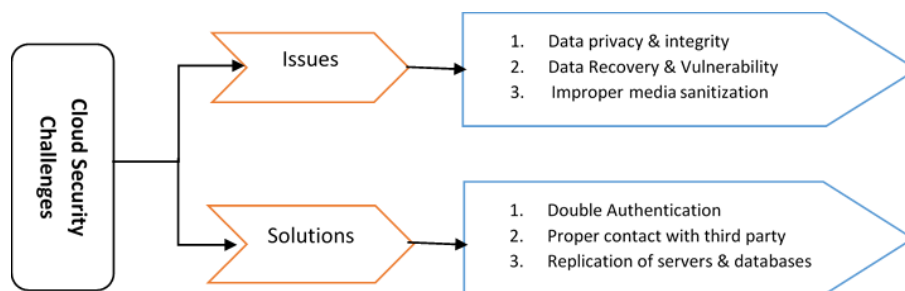 Cloud Security
Challenges
Issues
1. Data privacy & integrity
2. Data Recovery & Vulnerability
3. Improper media sanitization
Solutions
1. Double Authentication
2. Proper contact with third party
3. Replication of servers & databases